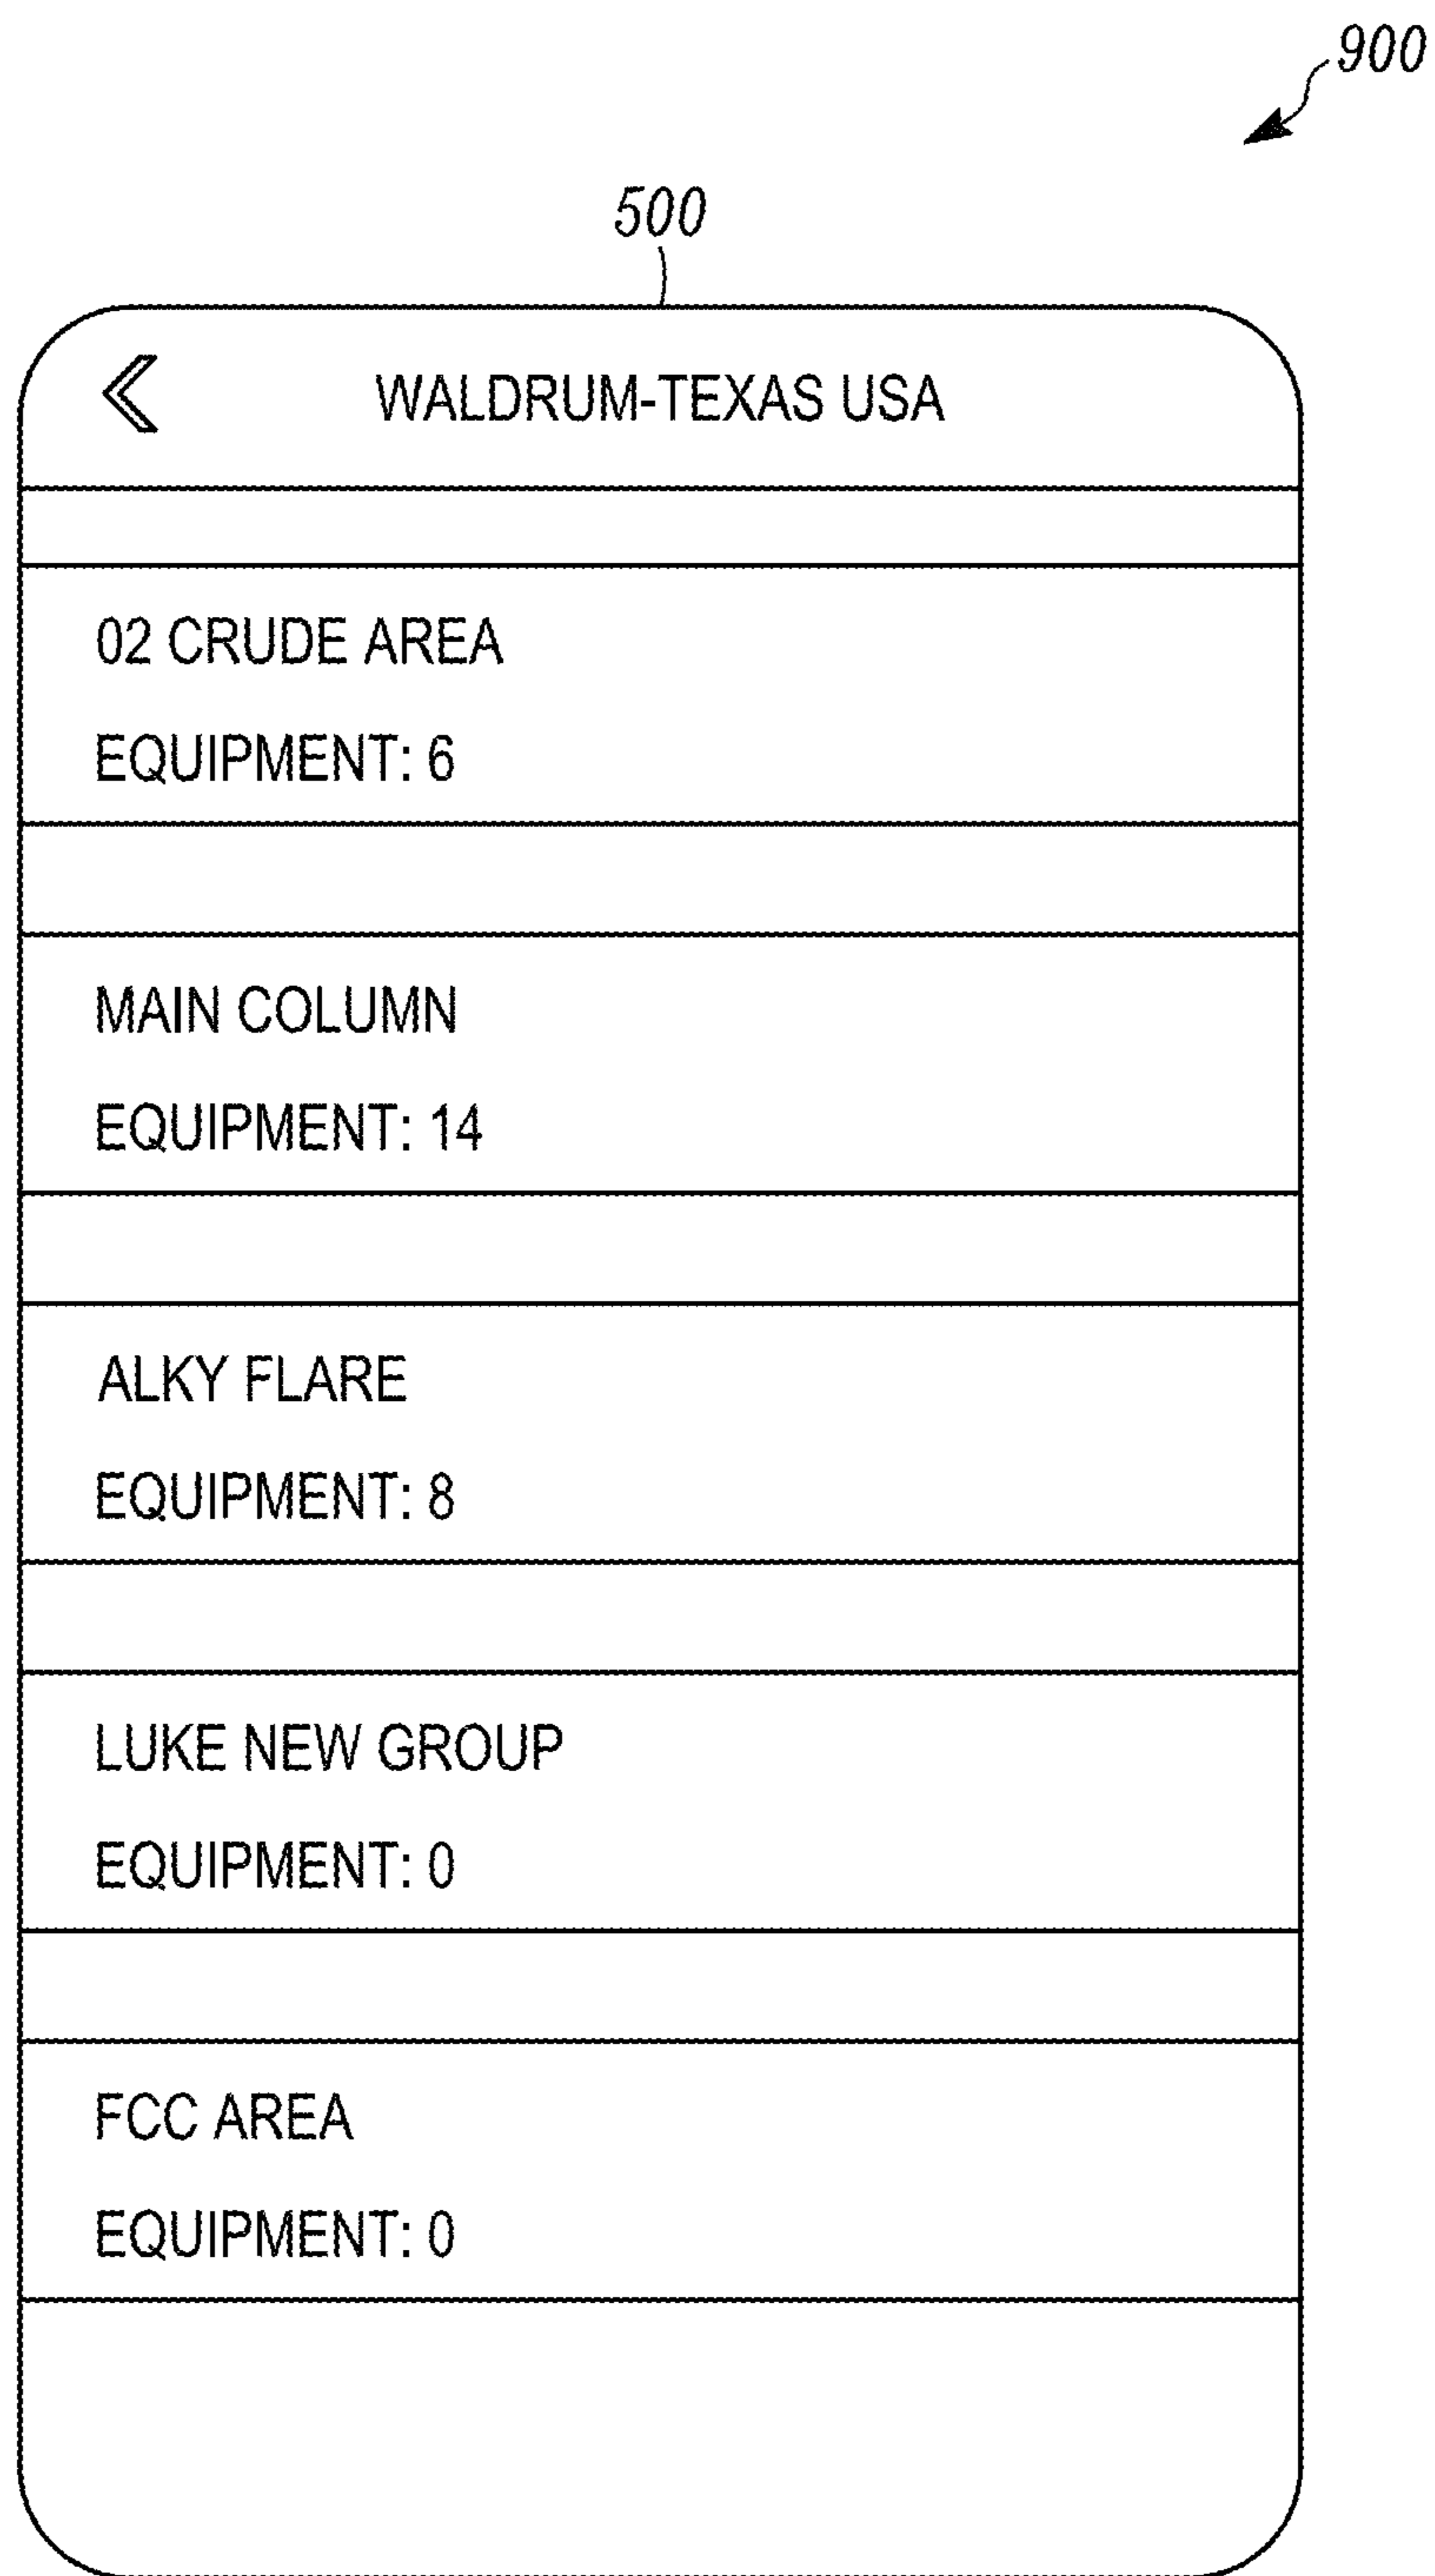 900
500
WALDRUM-TEXAS USA
02 CRUDE AREA
EQUIPMENT: 6
MAIN COLUMN
EQUIPMENT: 14
ALKY FLARE
EQUIPMENT: 8
LUKE NEW GROUP
EQUIPMENT: 0
FCC AREA
EQUIPMENT: 0